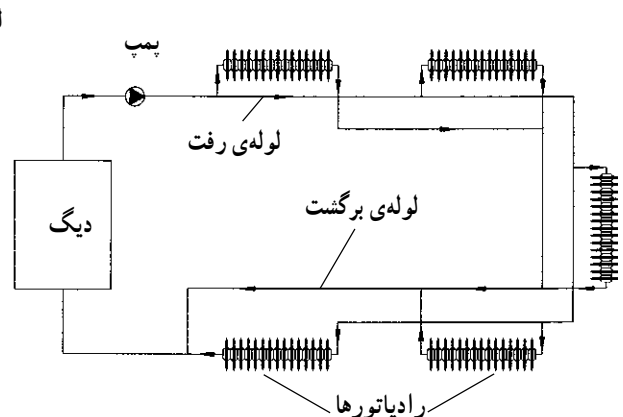 پمپ
لوله‌ی رفت
دیگ
لوله‌ی برگشت
رادیاتورها